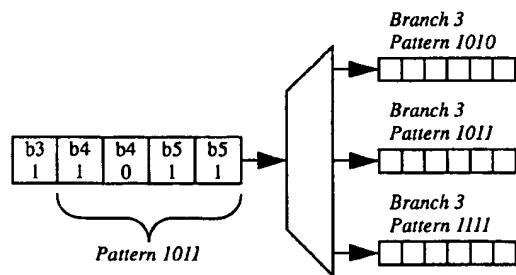 Branch 3
Pattern 1010
b3 b4 b4 b5 b5
1 1 0 1 1
Pattern 1011
Branch 3
Pattern 1011
Branch 3
Pattern 1111